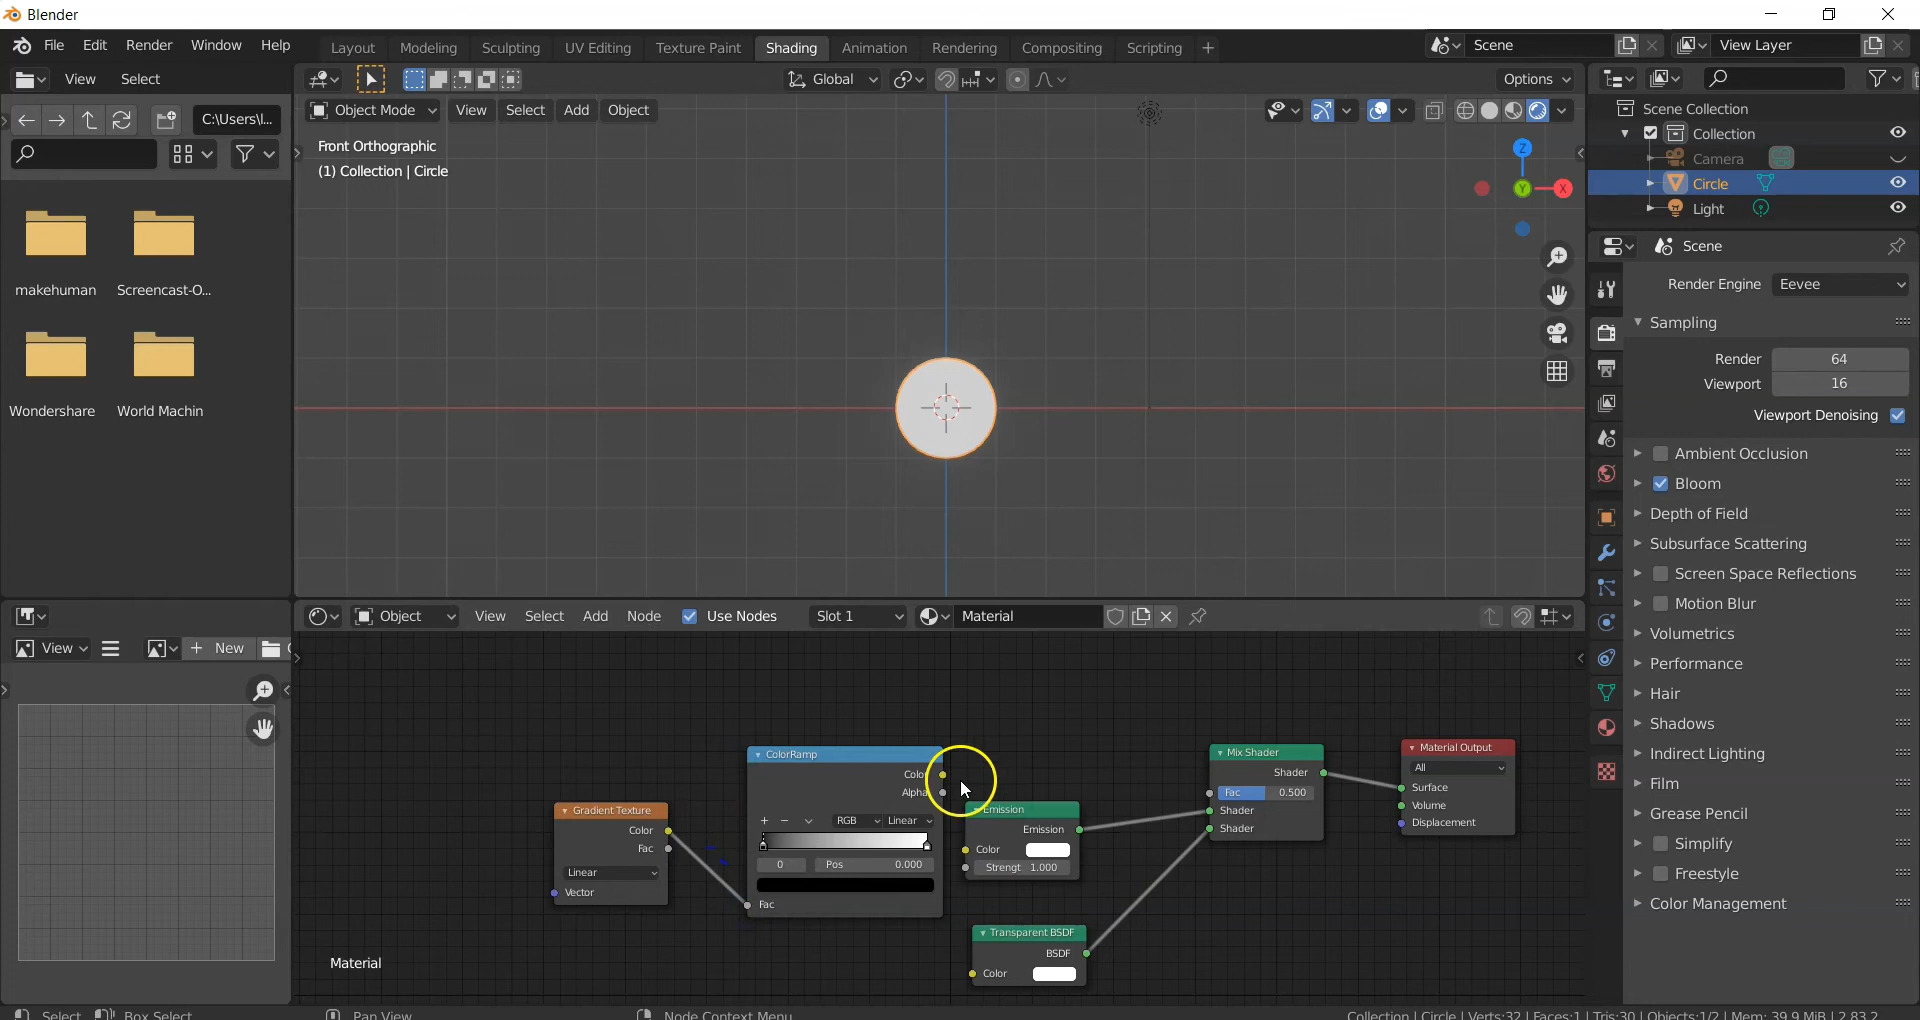 Blender
File Edit Render Window Help
Layout Modeling Sculpting UV Editing Texture Paint Shading Animation Rendering Compositing Scripting +
Scene
View Layer
View Select
Global
Options
C:\Users\l...
Object Mode View Select Add Object
Front Orthographic
(1) Collection | Circle
Z
Y
X
makehuman
Screencast-O...
Wondershare
World Machin
Scene Collection
Collection
Camera
Circle
Light
Scene
Render Engine Eevee
Sampling
Render 64
Viewport 16
Viewport Denoising
Ambient Occlusion
Bloom
Depth of Field
Subsurface Scattering
Screen Space Reflections
Motion Blur
Volumetrics
Performance
Hair
Shadows
Indirect Lighting
Film
Grease Pencil
Simplify
Freestyle
Color Management
Object View Select Add Node Use Nodes Slot 1 Material
View
+ New
Gradient Texture
Color
Fac
Linear
Vector
ColorRamp
Color
Alpha
+ − RGB Linear
0 Pos 0.000
Fac
Emission
Emission
Color
Strengt 1.000
Transparent BSDF
BSDF
Color
Mix Shader
Shader
Fac 0.500
Shader
Shader
Material Output
All
Surface
Volume
Displacement
Material
Select Box Select Pan View Node Context Menu
Collection | Circle | Verts:32 | Faces:1 | Tris:30 | Objects:1/2 | Mem: 39.9 MiB | 2.83.2